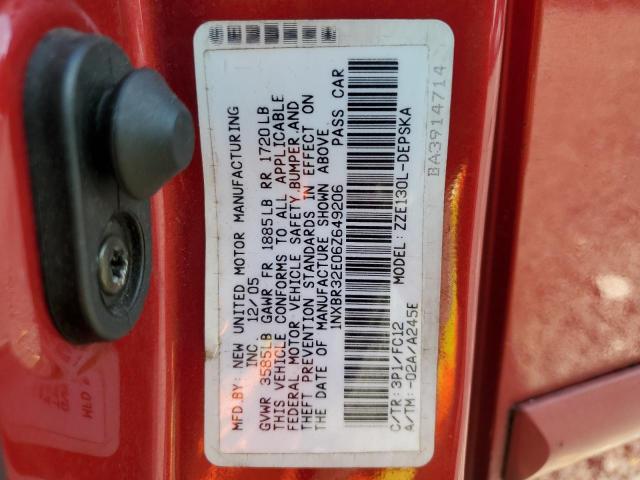 MFD.BY: NEW UNITED MOTOR MANUFACTURING
INC 12/05
GVWR 3585LB GAWR FR 1885LB RR 1720LB
THIS VEHICLE CONFORMS TO ALL APPLICABLE
FEDERAL MOTOR VEHICLE SAFETY,BUMPER,AND
THEFT PREVENTION STANDARDS IN EFFECT ON
THE DATE OF MANUFACTURE SHOWN ABOVE
1NXBR32E06Z649206 PASS CAR
MODEL: ZZE130L-DEPSKA
C/TR: 3P1/FC12
A/TM: -02A/A245E
BA3914714
HLD